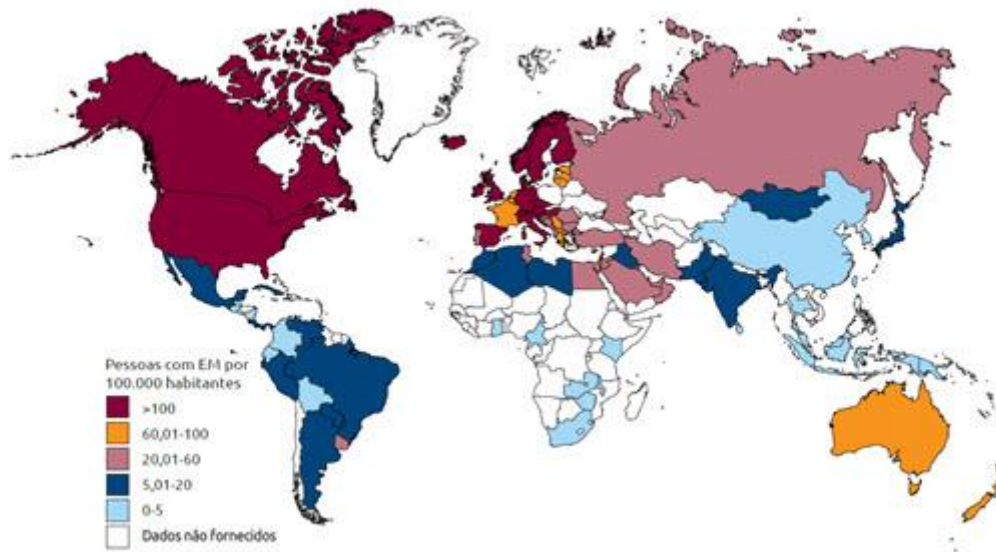 Pessoas com EM por
100.000 habitantes
>100
60,01-100
20,01-60
5,01-20
0-5
Dados não fornecidos